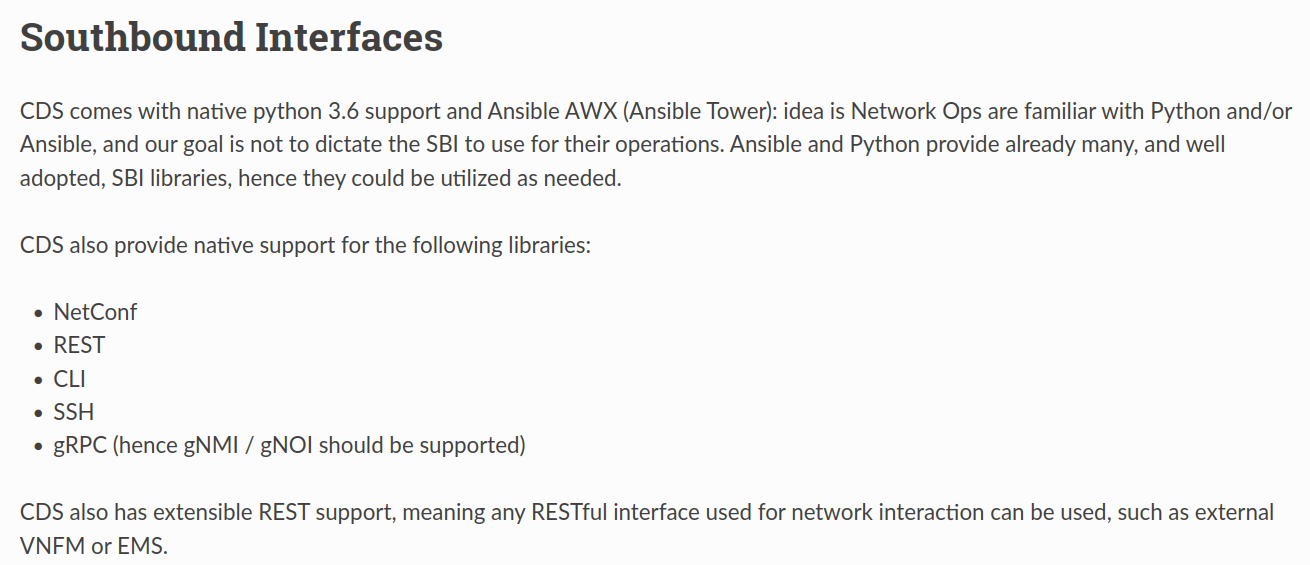 Southbound Interfaces
CDS comes with native python 3.6 support and Ansible AWX (Ansible Tower): idea is Network Ops are familiar with Python and/or
Ansible, and our goal is not to dictate the SBI to use for their operations. Ansible and Python provide already many, and well
adopted, SBI libraries, hence they could be utilized as needed.
CDS also provide native support for the following libraries:
• NetConf
• REST
• CLI
• SSH
• gRPC (hence gNMI / gNOI should be supported)
CDS also has extensible REST support, meaning any RESTful interface used for network interaction can be used, such as external
VNFM or EMS.